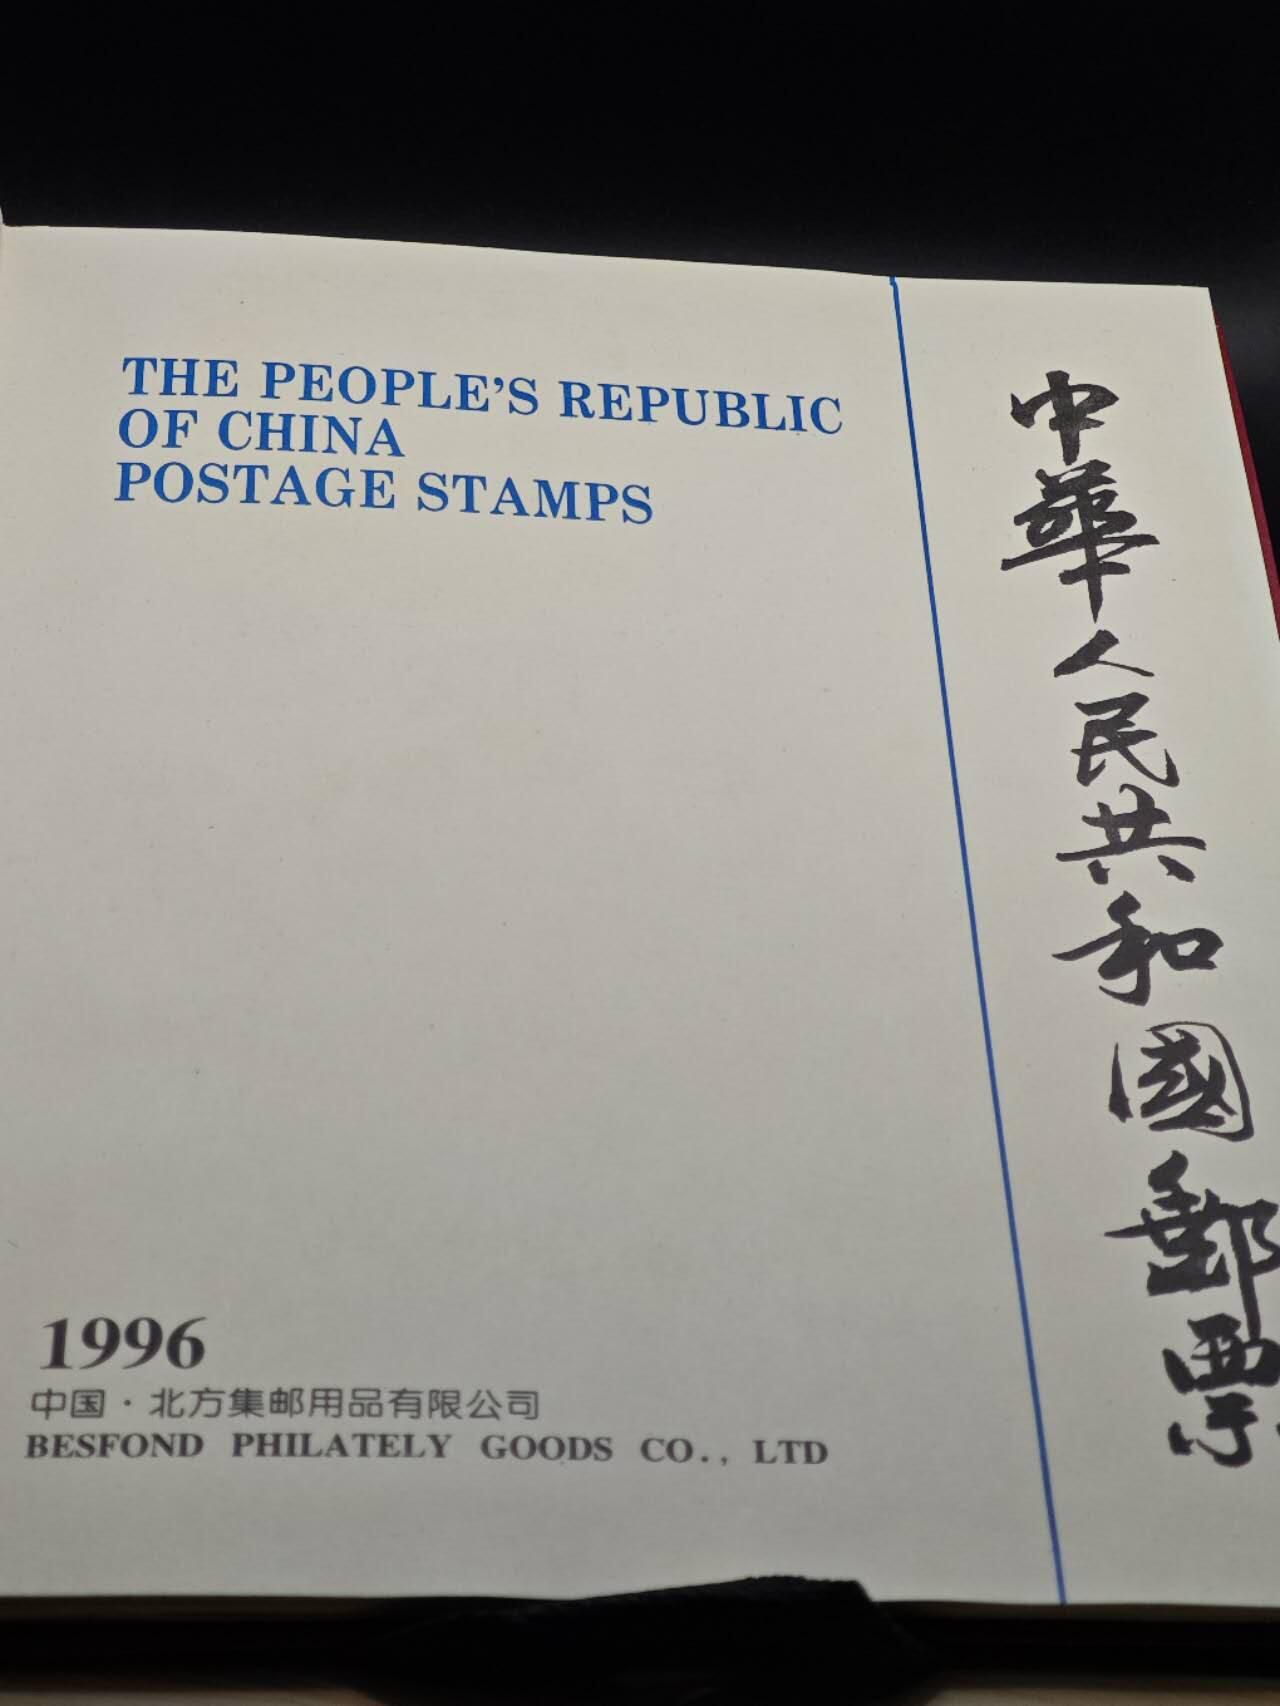 THE PEOPLE'S REPUBLIC
OF CHINA
POSTAGE STAMPS
中華人民共和國郵票
1996
中国·北方集邮用品有限公司
BESFOND PHILATELY GOODS CO., LTD